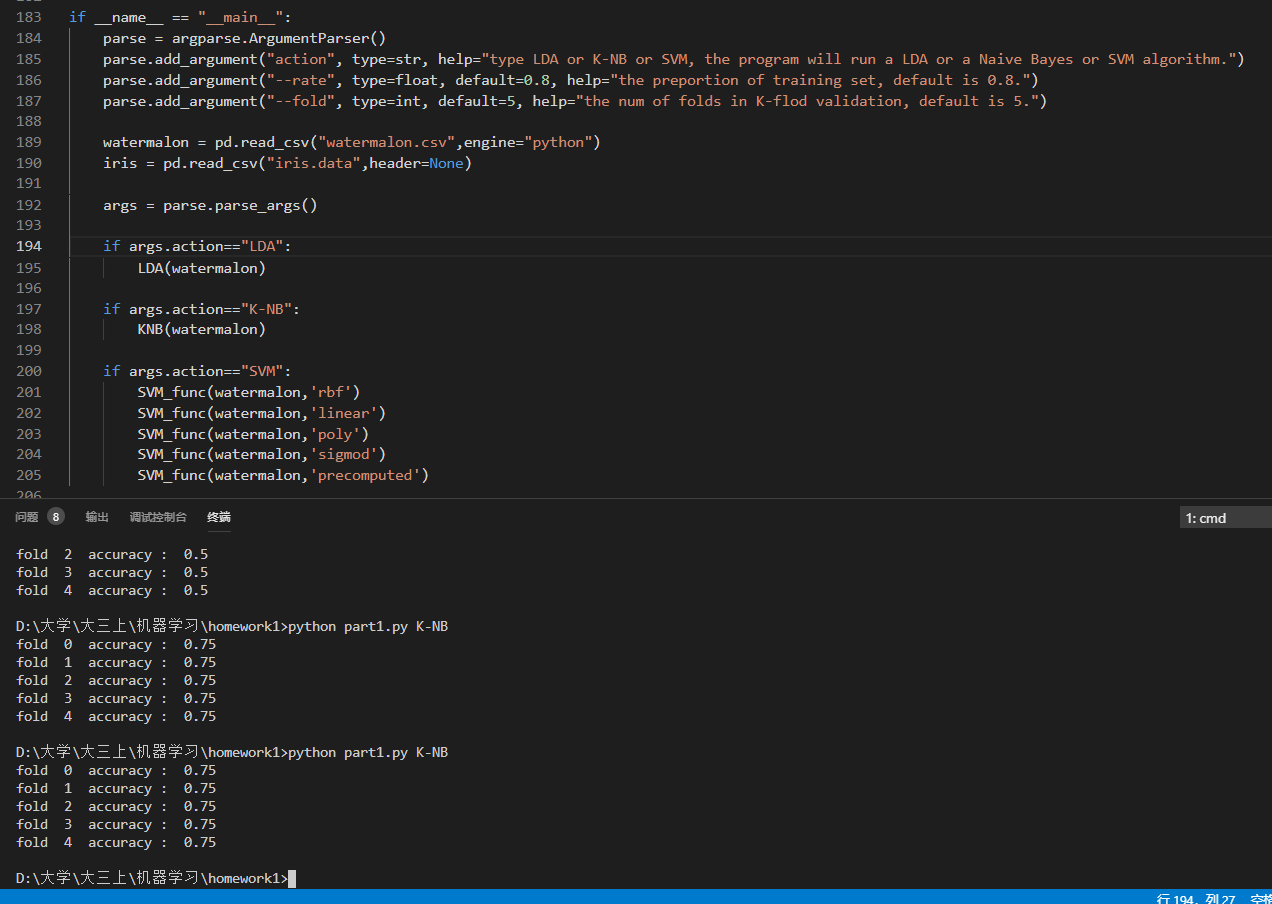 183 if __name__ == "__main__":
184 parse = argparse.ArgumentParser()
185 parse.add_argument("action", type=str, help="type LDA or K-NB or SVM, the program will run a LDA or a Naive Bayes or SVM algorithm.")
186 parse.add_argument("--rate", type=float, default=0.8, help="the preportion of training set, default is 0.8.")
187 parse.add_argument("--fold", type=int, default=5, help="the num of folds in K-flod validation, default is 5.")
188
189 watermalon = pd.read_csv("watermalon.csv",engine="python")
190 iris = pd.read_csv("iris.data",header=None)
191
192 args = parse.parse_args()
193
194 if args.action=="LDA":
195 LDA(watermalon)
196
197 if args.action=="K-NB":
198 KNB(watermalon)
199
200 if args.action=="SVM":
201 SVM_func(watermalon,'rbf')
202 SVM_func(watermalon,'linear')
203 SVM_func(watermalon,'poly')
204 SVM_func(watermalon,'sigmod')
205 SVM_func(watermalon,'precomputed')
206
问题 8 输出 调试控制台 终端 1: cmd
fold 2 accuracy : 0.5
fold 3 accuracy : 0.5
fold 4 accuracy : 0.5
D:\大学\大三上\机器学习\homework1>python part1.py K-NB
fold 0 accuracy : 0.75
fold 1 accuracy : 0.75
fold 2 accuracy : 0.75
fold 3 accuracy : 0.75
fold 4 accuracy : 0.75
D:\大学\大三上\机器学习\homework1>python part1.py K-NB
fold 0 accuracy : 0.75
fold 1 accuracy : 0.75
fold 2 accuracy : 0.75
fold 3 accuracy : 0.75
fold 4 accuracy : 0.75
D:\大学\大三上\机器学习\homework1>
行 194, 列 27 空格